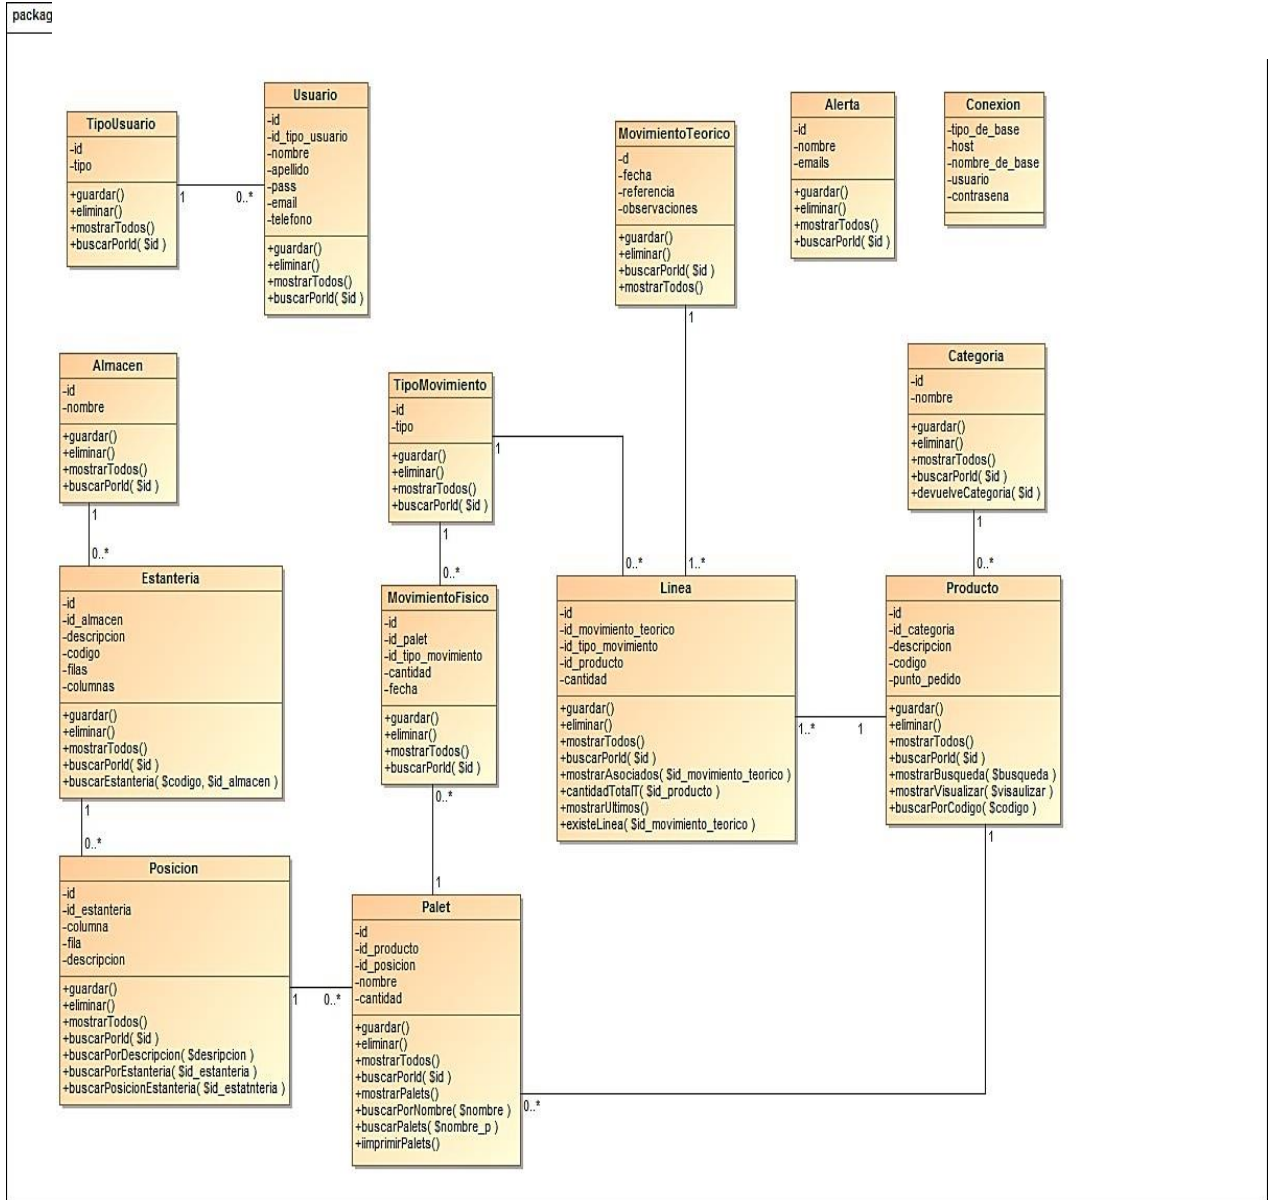 packag
TipoUsuario
-id
-tipo
+guardar()
+eliminar()
+mostrarTodos()
+buscarPorId( $id )
1
0..*
Usuario
-id
-id_tipo_usuario
-nombre
-apellido
-pass
-email
-telefono
+guardar()
+eliminar()
+mostrarTodos()
+buscarPorId( $id )
MovimientoTeorico
-d
-fecha
-referencia
-observaciones
+guardar()
+eliminar()
+buscarPorId( $id )
+mostrarTodos()
1
1..*
Alerta
-id
-nombre
-emails
+guardar()
+eliminar()
+mostrarTodos()
+buscarPorId( $id )
Conexion
-tipo_de_base
-host
-nombre_de_base
-usuario
-contrasena
Almacen
-id
-nombre
+guardar()
+eliminar()
+mostrarTodos()
+buscarPorId( $id )
1
0..*
TipoMovimiento
-id
-tipo
+guardar()
+eliminar()
+mostrarTodos()
+buscarPorId( $id )
1
0..*
1
0..*
Categoria
-id
-nombre
+guardar()
+eliminar()
+mostrarTodos()
+buscarPorId( $id )
+devuelveCategoria( $id )
1
0..*
Estanteria
-id
-id_almacen
-descripcion
-codigo
-filas
-columnas
+guardar()
+eliminar()
+mostrarTodos()
+buscarPorId( $id )
+buscarEstanteria( $codigo, $id_almacen )
1
0..*
MovimientoFisico
-id
-id_palet
-id_tipo_movimiento
-cantidad
-fecha
+guardar()
+eliminar()
+mostrarTodos()
+buscarPorId( $id )
0..*
1
Linea
-id
-id_movimiento_teorico
-id_tipo_movimiento
-id_producto
-cantidad
+guardar()
+eliminar()
+mostrarTodos()
+buscarPorId( $id )
+mostrarAsociados( $id_movimiento_teorico )
+cantidadTotalT( $id_producto )
+mostrarUltimos()
+existeLinea( $id_movimiento_teorico )
1..*
1
Producto
-id
-id_categoria
-descripcion
-codigo
-punto_pedido
+guardar()
+eliminar()
+mostrarTodos()
+buscarPorId( $id )
+mostrarBusqueda( $busqueda )
+mostrarVisualizar( $visaulizar )
+buscarPorCodigo( $codigo )
1
Posicion
-id
-id_estanteria
-columna
-fila
-descripcion
+guardar()
+eliminar()
+mostrarTodos()
+buscarPorId( $id )
+buscarPorDescripcion( $desripcion )
+buscarPorEstanteria( $id_estanteria )
+buscarPosicionEstanteria( $id_estatnteria )
1
0..*
Palet
-id
-id_producto
-id_posicion
-nombre
-cantidad
+guardar()
+eliminar()
+mostrarTodos()
+buscarPorId( $id )
+mostrarPalets()
+buscarPorNombre( $nombre )
+buscarPalets( $nombre_p )
+iimprimirPalets()
0..*